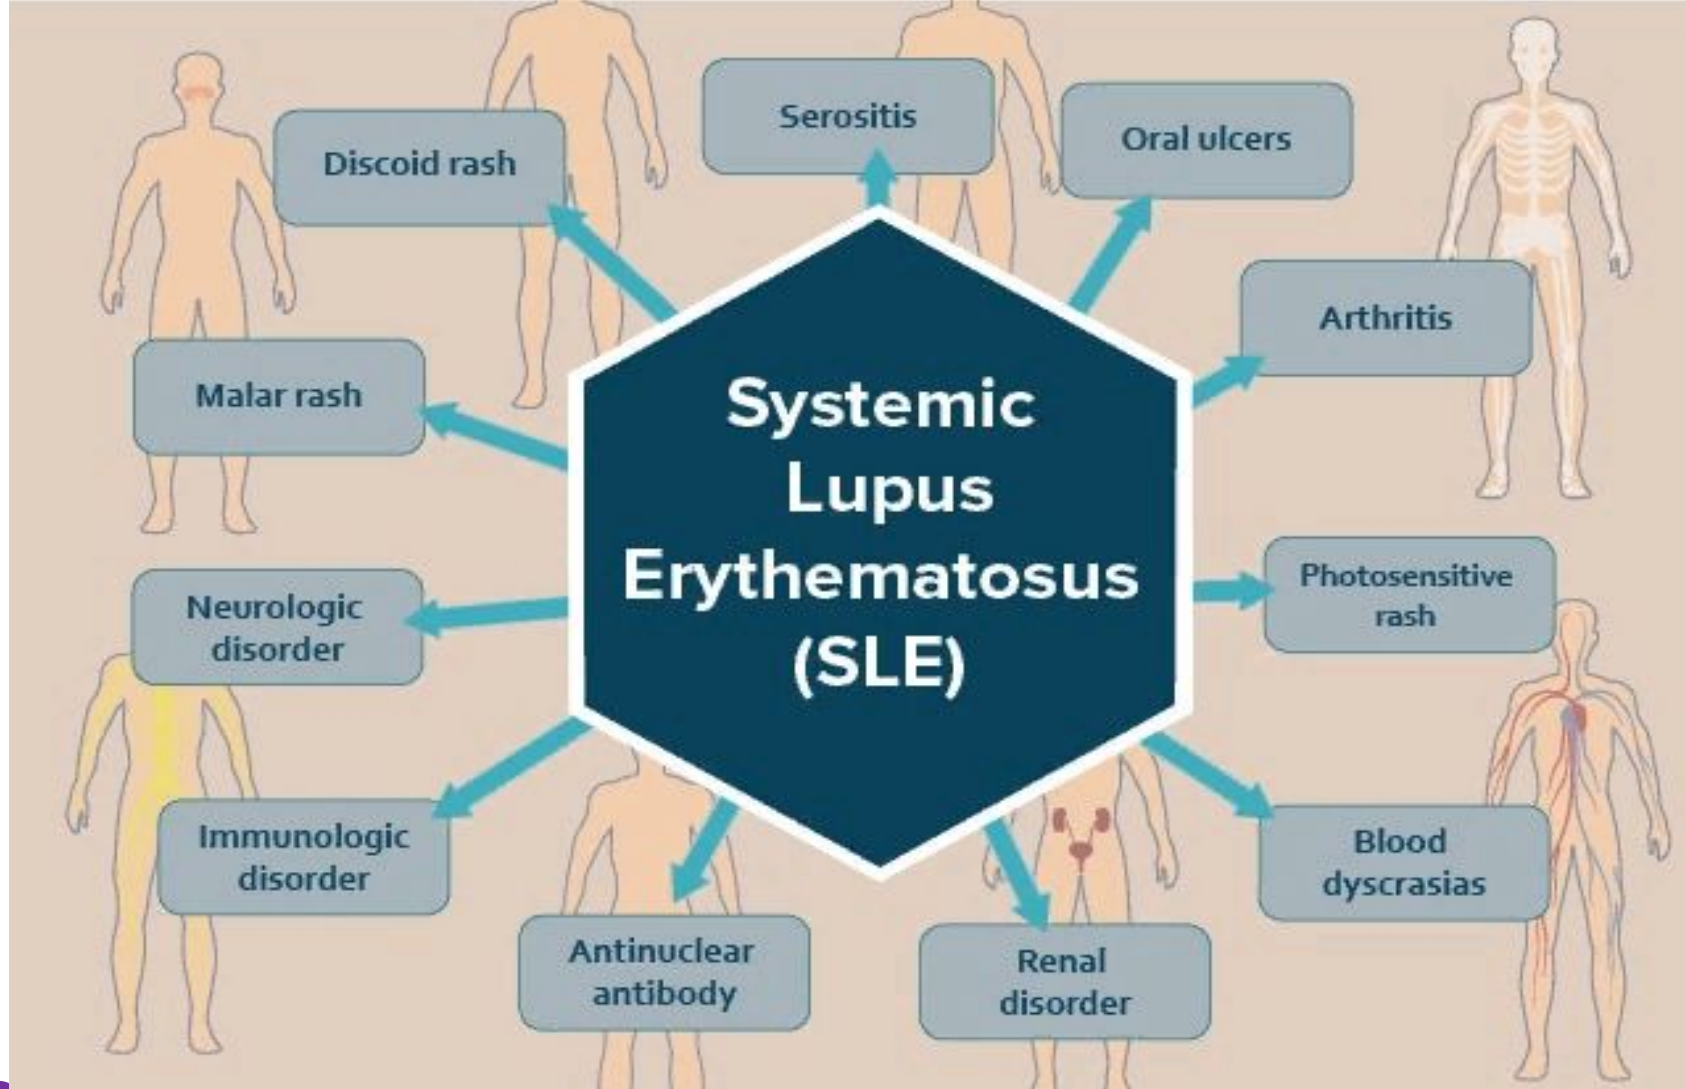 Serositis
Oral ulcers
Discoid rash
Arthritis
Malar rash
Systemic
Lupus
Erythematosus
(SLE)
Photosensitive
rash
Neurologic
disorder
Immunologic
disorder
Blood
dyscrasias
Antinuclear
antibody
Renal
disorder